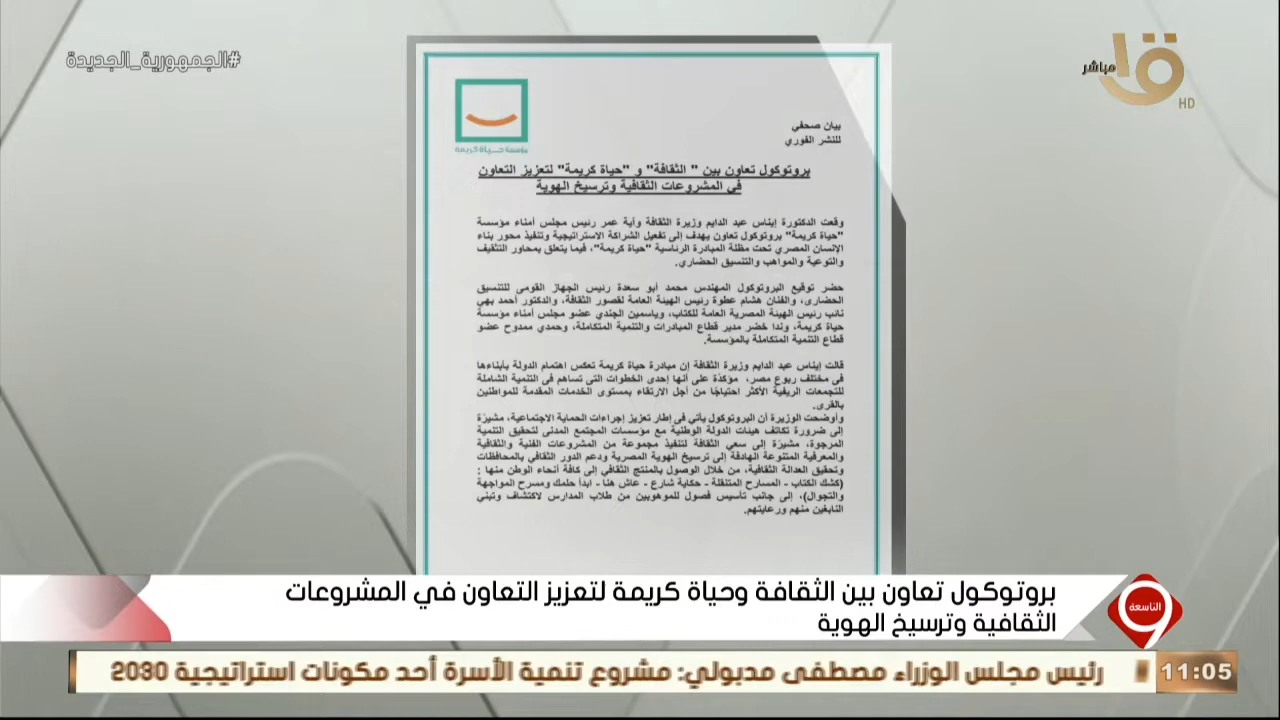 #الجمهورية_الجديدة
مباشر
HD
مؤسسة حياة كريمة
بيان صحفي
للنشر الفوري
بروتوكول تعاون بين " الثقافة" و "حياة كريمة" لتعزيز التعاون
في المشروعات الثقافية وترسيخ الهوية
وقعت الدكتورة إيناس عبد الدايم وزيرة الثقافة وآية عمر رئيس مجلس أمناء مؤسسة
"حياة كريمة" بروتوكول تعاون يهدف إلى تفعيل الشراكة الاستراتيجية وتنفيذ محور بناء
الإنسان المصري تحت مظلة المبادرة الرئاسية "حياة كريمة"، فيما يتعلق بمحاور التثقيف
والتوعية والمواهب والتنسيق الحضاري.
حضر توقيع البروتوكول المهندس محمد أبو سعدة رئيس الجهاز القومى للتنسيق
الحضارى، والفنان هشام عطوة رئيس الهيئة العامة لقصور الثقافة، والدكتور أحمد بهي
نائب رئيس الهيئة المصرية العامة للكتاب، وياسمين الجندي عضو مجلس أمناء مؤسسة
حياة كريمة، وندا خضر مدير قطاع المبادرات والتنمية المتكاملة، وحمدي ممدوح عضو
قطاع التنمية المتكاملة بالمؤسسة.
قالت إيناس عبد الدايم وزيرة الثقافة إن مبادرة حياة كريمة تعكس اهتمام الدولة بأبناءها
فى مختلف ربوع مصر، مؤكدة على أنها إحدى الخطوات التى تساهم فى التنمية الشاملة
للتجمعات الريفية الأكثر احتياجًا من أجل الارتقاء بمستوى الخدمات المقدمة للمواطنين
بالقرى.
وأوضحت الوزيرة أن البروتوكول يأتي في إطار تعزيز إجراءات الحماية الاجتماعية، مشيرة
إلى ضرورة تكاتف هيئات الدولة الوطنية مع مؤسسات المجتمع المدنى لتحقيق التنمية
المرجوة، مشيرة إلى سعي الثقافة لتنفيذ مجموعة من المشروعات الفنية والثقافية
والمعرفية المتنوعة الهادفة إلى ترسيخ الهوية المصرية ودعم الدور الثقافي بالمحافظات
وتحقيق العدالة الثقافية، من خلال الوصول بالمنتج الثقافي إلى كافة أنحاء الوطن منها :
(كشك الكتاب - المسارح المتنقلة - حكاية شارع - عاش هنا - ابدأ حلمك ومسرح المواجهة
والتجوال)، إلى جانب تأسيس فصول للموهوبين من طلاب المدارس لاكتشاف وتبني
النابغين منهم ورعايتهم.
بروتوكول تعاون بين الثقافة وحياة كريمة لتعزيز التعاون في المشروعات
الثقافية وترسيخ الهوية
التاسعة
رئيس مجلس الوزراء مصطفى مدبولي: مشروع تنمية الأسرة أحد مكونات استراتيجية 2030
11:05